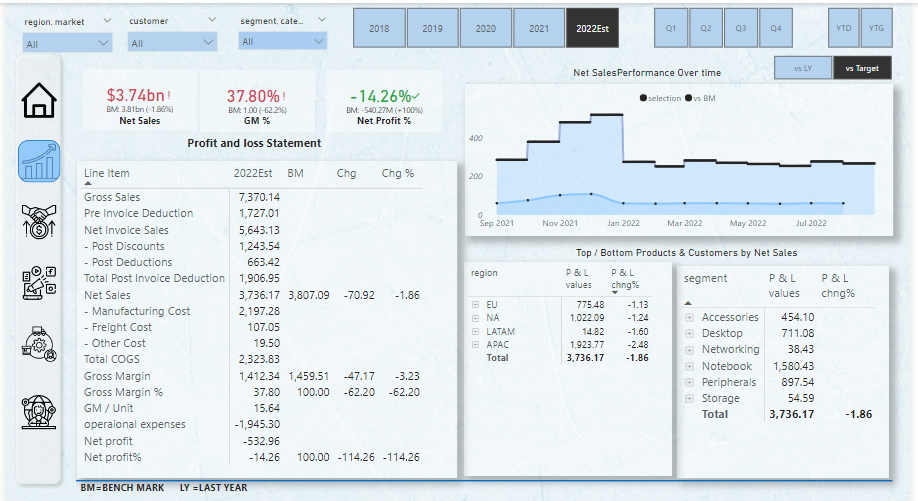 region, market
customer
segment, cate...
All
All
All
2018
2019
2020
2021
2022Est
Q1
Q2
Q3
Q4
YTD
YTG
vs LY
vs Target
$3.74bn !
BM: 3.81bn (-1.86%)
Net Sales
37.80% !
BM: 1.00 (-62.2%)
GM %
-14.26%
BM: -540.27M (+100%)
Net Profit %
Profit and loss Statement
Line Item 2022Est BM Chg Chg %
Gross Sales 7,370.14
Pre Invoice Deduction 1,727.01
Net Invoice Sales 5,643.13
- Post Discounts 1,243.54
- Post Deductions 663.42
Total Post Invoice Deduction 1,906.95
Net Sales 3,736.17 3,807.09 -70.92 -1.86
- Manufacturing Cost 2,197.28
- Freight Cost 107.05
- Other Cost 19.50
Total COGS 2,323.83
Gross Margin 1,412.34 1,459.51 -47.17 -3.23
Gross Margin % 37.80 100.00 -62.20 -62.20
GM / Unit 15.64
operaional expenses -1,945.30
Net profit -532.96
Net profit% -14.26 100.00 -114.26 -114.26
BM=BENCH MARK LY =LAST YEAR
Net SalesPerformance Over time
selection vs BM
400
200
0
Sep 2021 Nov 2021 Jan 2022 Mar 2022 May 2022 Jul 2022
Top / Bottom Products & Customers by Net Sales
region P & L values P & L chng%
EU 775.48 -1.13
NA 1,022.09 -1.24
LATAM 14.82 -1.60
APAC 1,923.77 -2.48
Total 3,736.17 -1.86
segment P & L values P & L chng%
Accessories 454.10
Desktop 711.08
Networking 38.43
Notebook 1,580.43
Peripherals 897.54
Storage 54.59
Total 3,736.17 -1.86